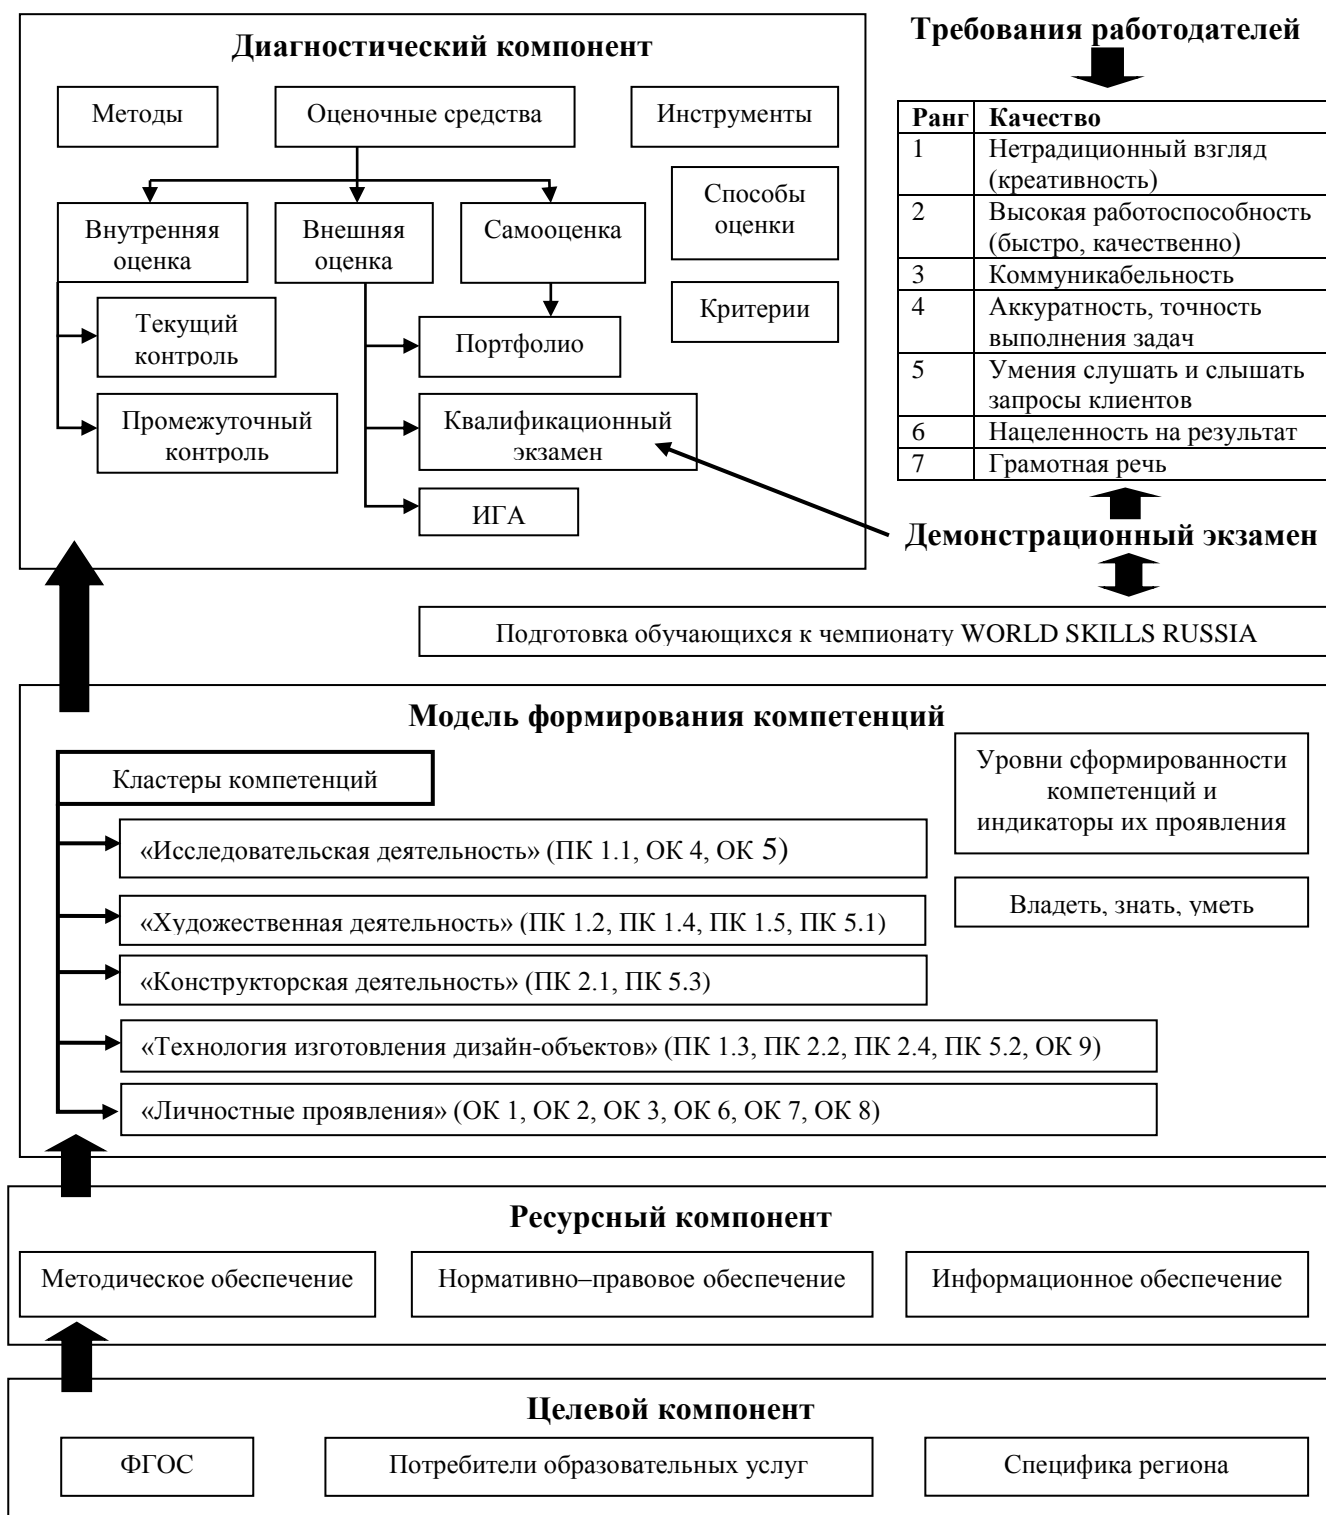 Диагностический компонент
Методы
Оценочные средства
Инструменты
Способы
оценки
Критерии
Внутренняя
оценка
Внешняя
оценка
Самооценка
Текущий
контроль
Промежуточный
контроль
Портфолио
Квалификационный
экзамен
ИГА
Требования работодателей
Ранг Качество
1 Нетрадиционный взгляд
(креативность)
2 Высокая работоспособность
(быстро, качественно)
3 Коммуникабельность
4 Аккуратность, точность
выполнения задач
5 Умения слушать и слышать
запросы клиентов
6 Нацеленность на результат
7 Грамотная речь
Демонстрационный экзамен
Подготовка обучающихся к чемпионату WORLD SKILLS RUSSIA
Модель формирования компетенций
Кластеры компетенций
«Исследовательская деятельность» (ПК 1.1, ОК 4, ОК 5)
«Художественная деятельность» (ПК 1.2, ПК 1.4, ПК 1.5, ПК 5.1)
«Конструкторская деятельность» (ПК 2.1, ПК 5.3)
«Технология изготовления дизайн-объектов» (ПК 1.3, ПК 2.2, ПК 2.4, ПК 5.2, ОК 9)
«Личностные проявления» (ОК 1, ОК 2, ОК 3, ОК 6, ОК 7, ОК 8)
Уровни сформированности
компетенций и
индикаторы их проявления
Владеть, знать, уметь
Ресурсный компонент
Методическое обеспечение
Нормативно–правовое обеспечение
Информационное обеспечение
Целевой компонент
ФГОС
Потребители образовательных услуг
Специфика региона